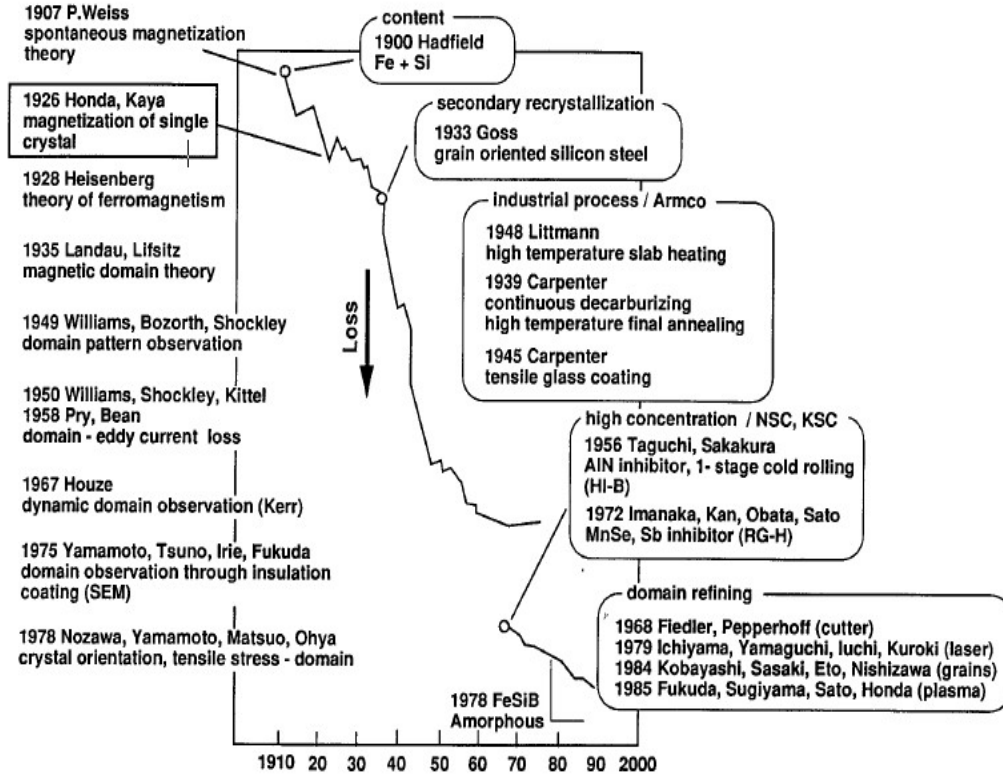 1907 P.Weiss
spontaneous magnetization
theory
1926 Honda, Kaya
magnetization of single
crystal
1928 Heisenberg
theory of ferromagnetism
1935 Landau, Lifsitz
magnetic domain theory
1949 Williams, Bozorth, Shockley
domain pattern observation
1950 Williams, Shockley, Kittel
1958 Pry, Bean
domain - eddy current loss
1967 Houze
dynamic domain observation (Kerr)
1975 Yamamoto, Tsuno, Irie, Fukuda
domain observation through insulation
coating (SEM)
1978 Nozawa, Yamamoto, Matsuo, Ohya
crystal orientation, tensile stress - domain
content
1900 Hadfield
Fe + Si
secondary recrystallization
1933 Goss
grain oriented silicon steel
industrial process / Armco
1948 Littmann
high temperature slab heating
1939 Carpenter
continuous decarburizing
high temperature final annealing
1945 Carpenter
tensile glass coating
Loss
high concentration / NSC, KSC
1956 Taguchi, Sakakura
AIN inhibitor, 1- stage cold rolling
(HI-B)
1972 Imanaka, Kan, Obata, Sato
MnSe, Sb inhibitor (RG-H)
domain refining
1968 Fiedler, Pepperhoff (cutter)
1979 Ichiyama, Yamaguchi, Iuchi, Kuroki (laser)
1984 Kobayashi, Sasaki, Eto, Nishizawa (grains)
1985 Fukuda, Sugiyama, Sato, Honda (plasma)
1978 FeSiB
Amorphous
1910 20 30 40 50 60 70 80 90 2000